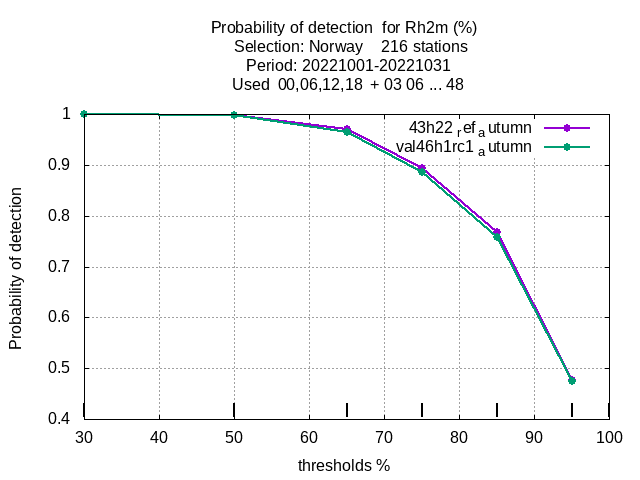 Probability of detection  for Rh2m (%)
Selection: Norway    216 stations
Period: 20221001-20221031
Used  00,06,12,18  + 03 06 ... 48
43h22 ref a utumn
val46h1rc1 a utumn
Probability of detection
1
0.9
0.8
0.7
0.6
0.5
0.4
30 40 50 60 70 80 90 100
thresholds %